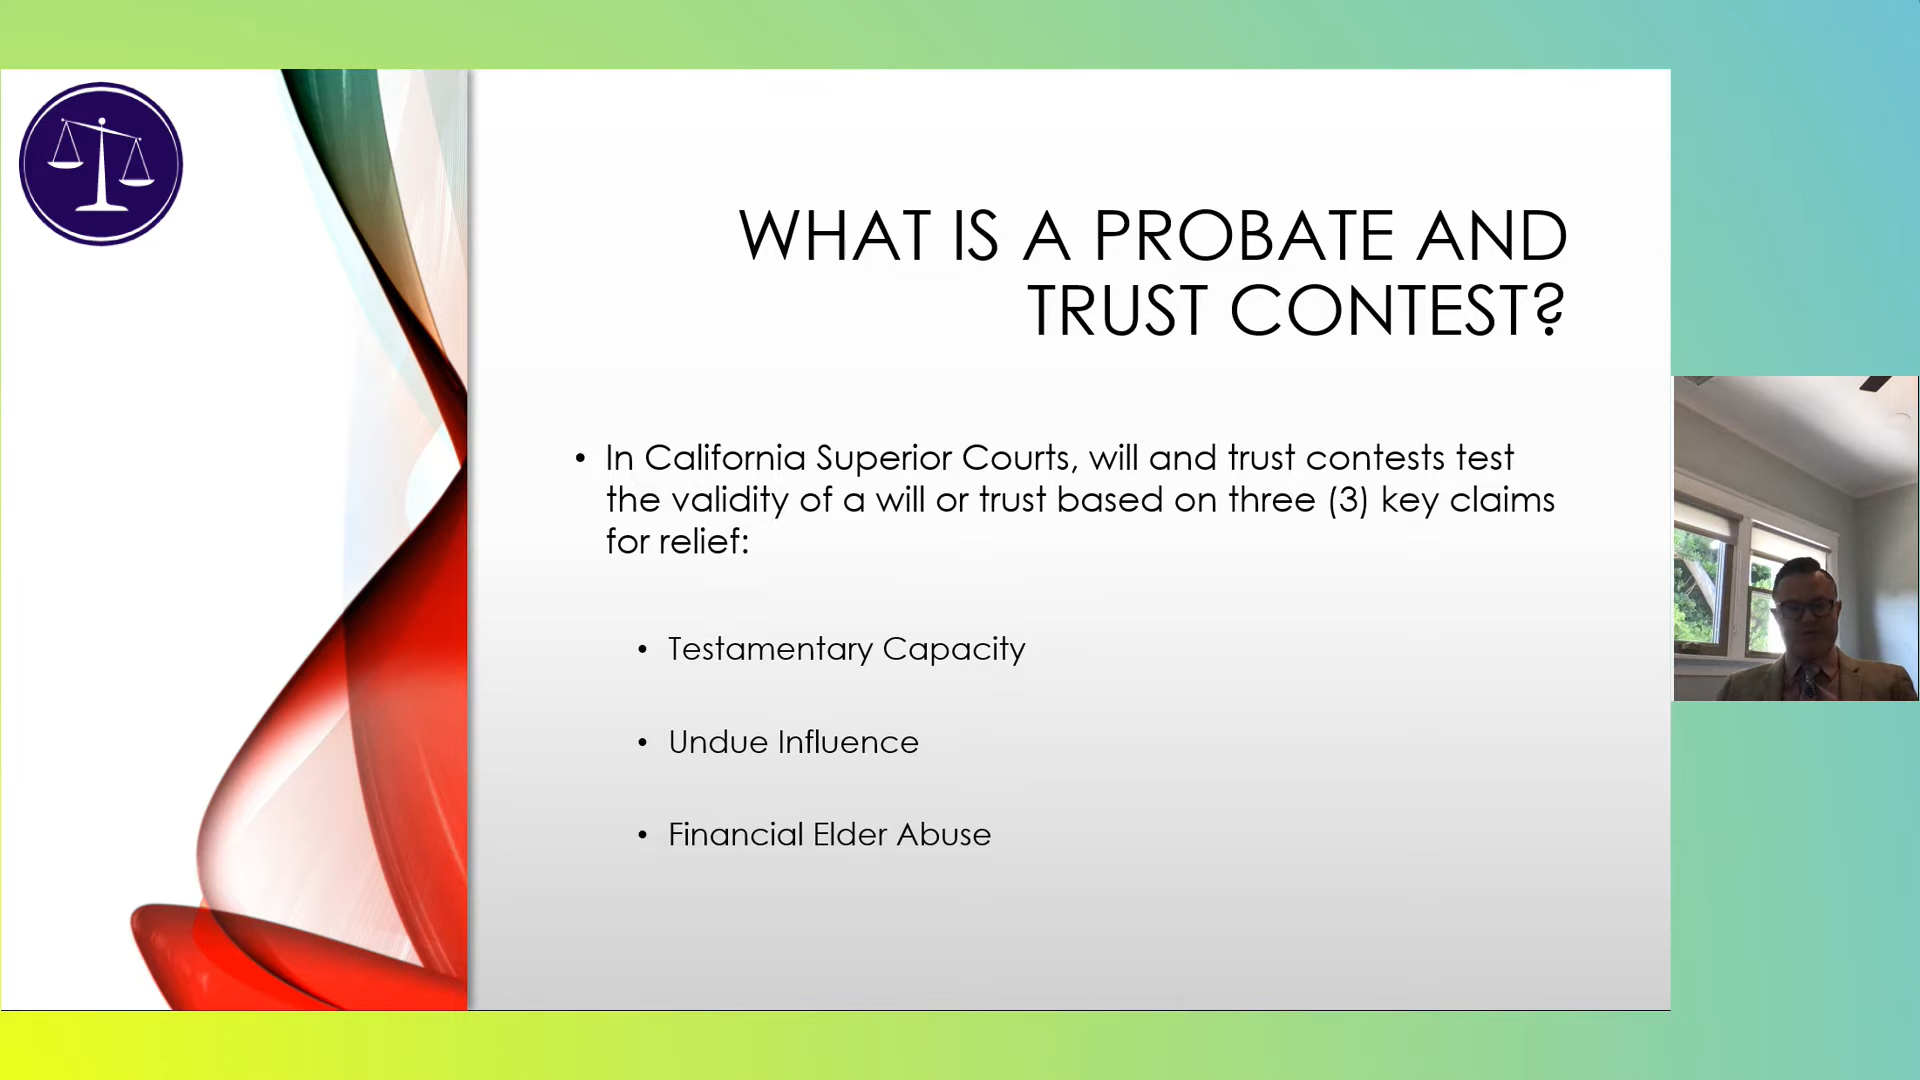 WHAT IS A PROBATE AND
TRUST CONTEST?
• In California Superior Courts, will and trust contests test
the validity of a will or trust based on three (3) key claims
for relief:
• Testamentary Capacity
• Undue Influence
• Financial Elder Abuse